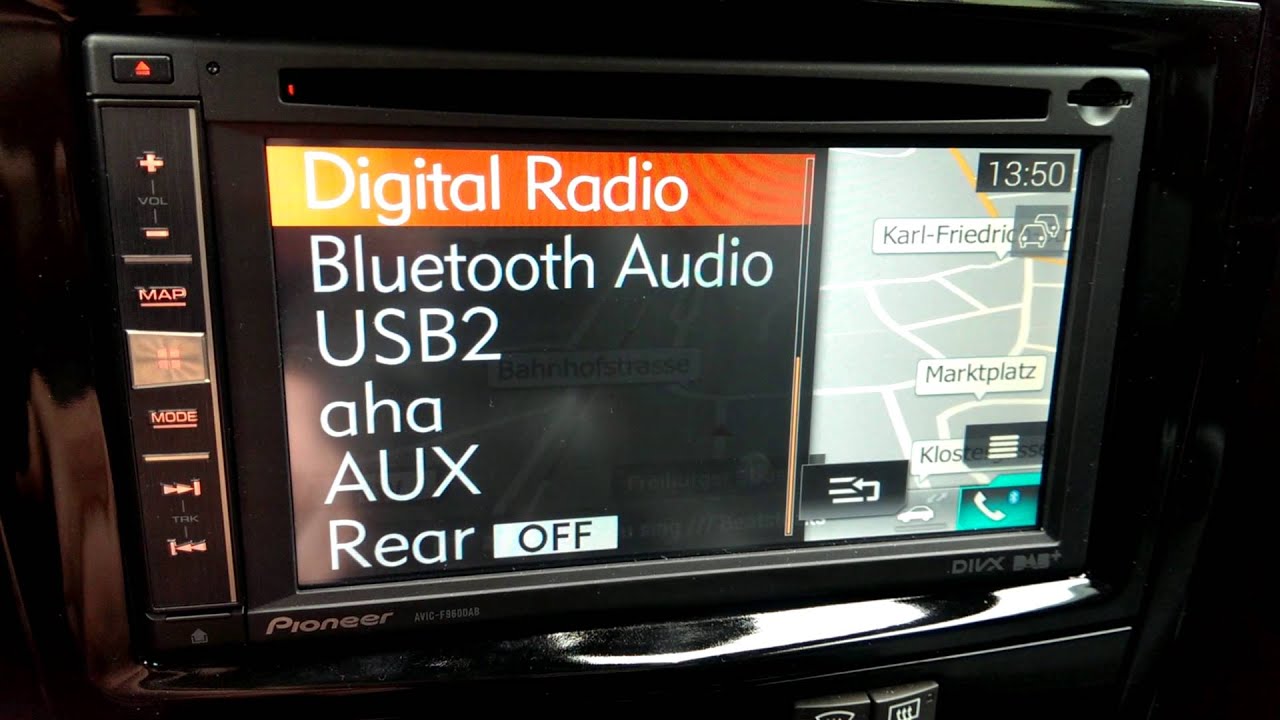 Digital Radio
13:50
VOL
Karl-Friedric
Bluetooth Audio
MAP
USB2
Bahnhofstrasse
Marktplatz
aha
MODE
AUX
Rear OFF
TRK
DIVX DAB+
Pioneer AVIC-F960DAB